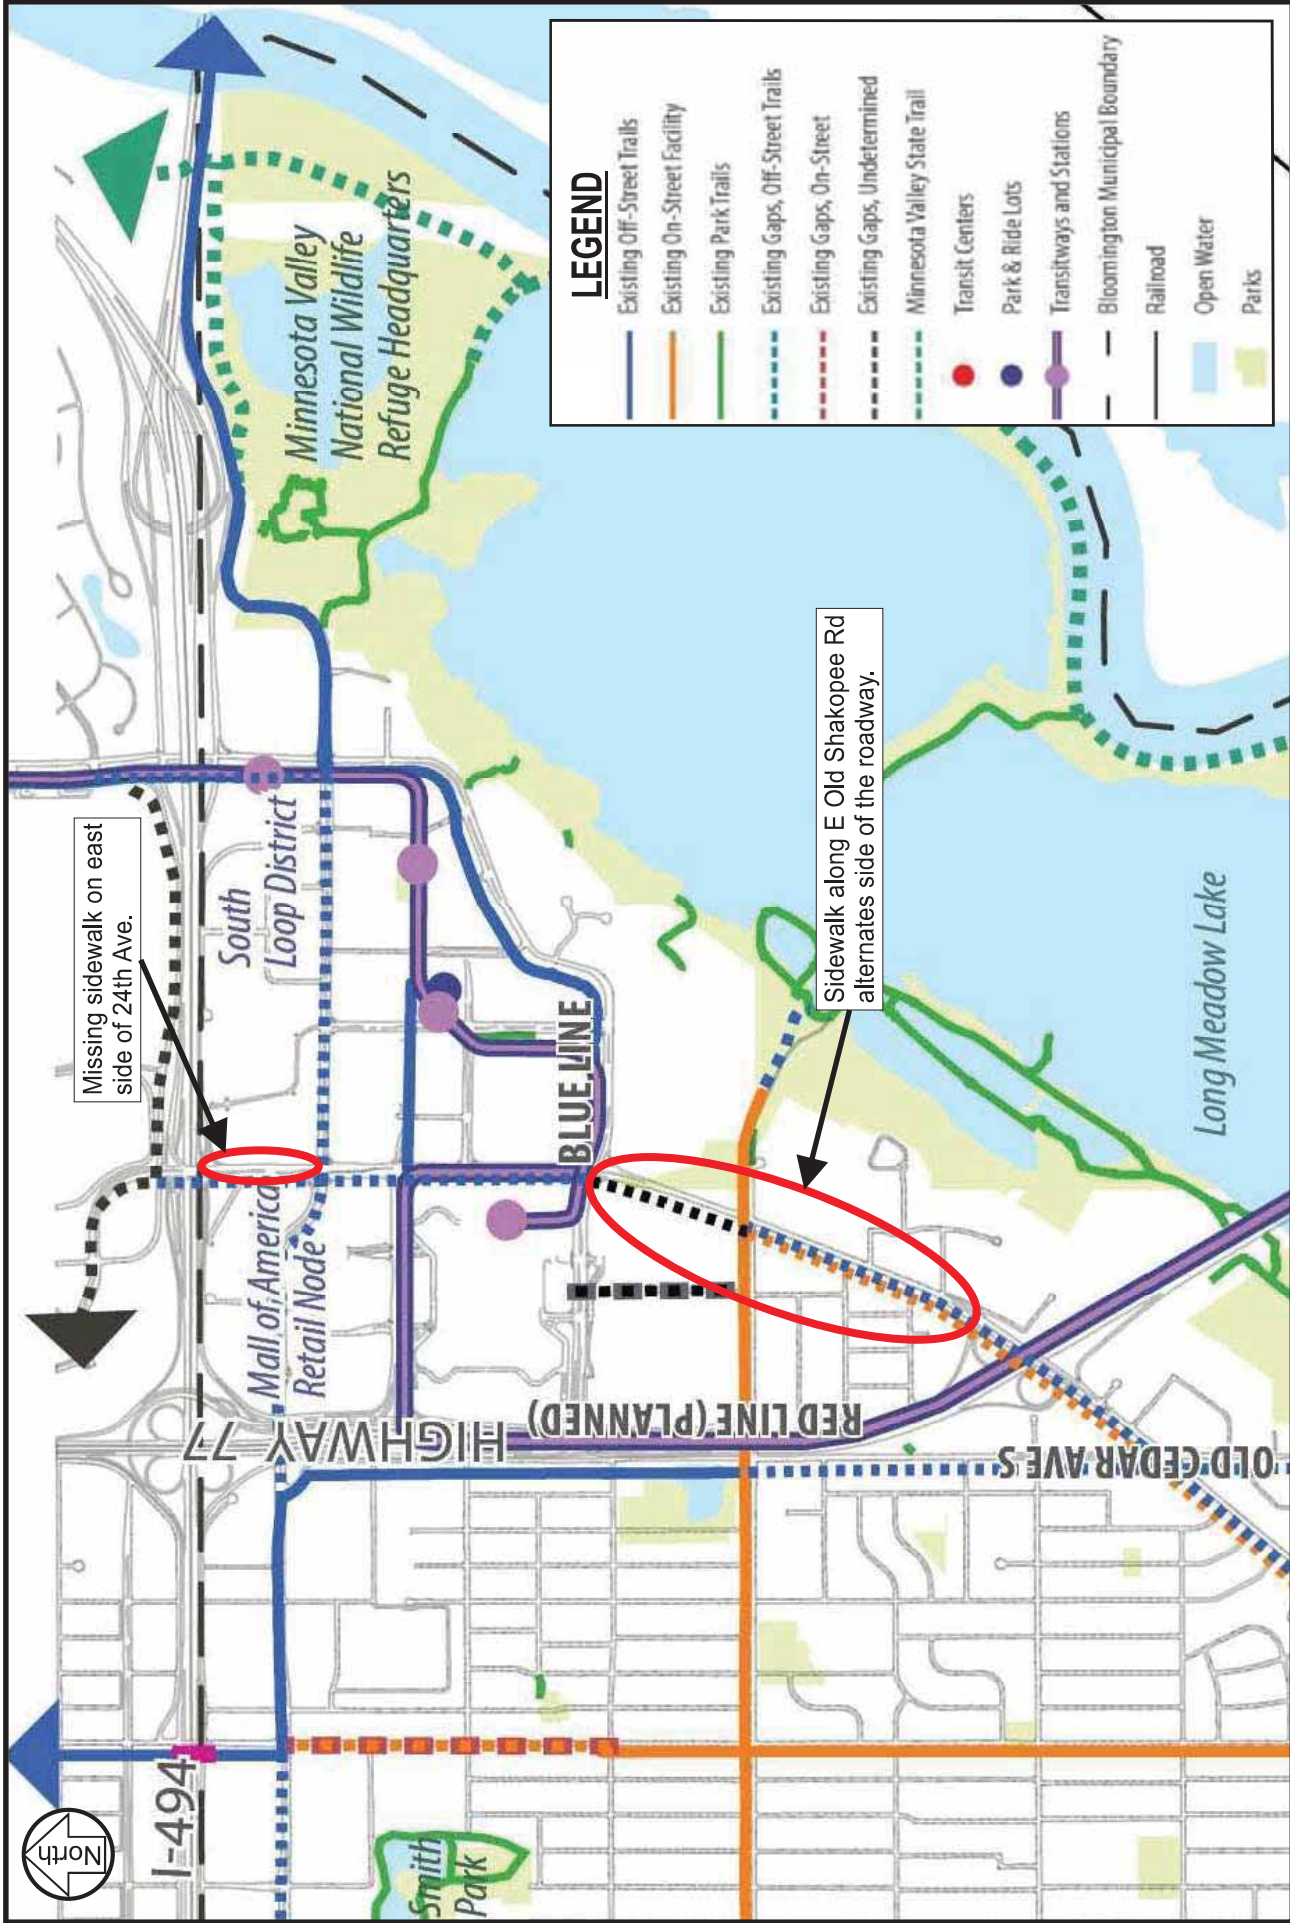 North
I-494
Smith
Park
Missing sidewalk on east
side of 24th Ave.
South
Loop District
Mall of America
Retail Node
HIGHWAY 77
BLUE LINE
RED LINE (PLANNED)
OLD CEDAR AVE S
Sidewalk along E Old Shakopee Rd
alternates side of the roadway.
Long Meadow Lake
Minnesota Valley
National Wildlife
Refuge Headquarters
LEGEND
Existing Off-Street Trails
Existing On-Street Facility
Existing Park Trails
Existing Gaps, Off-Street Trails
Existing Gaps, On-Street
Existing Gaps, Undetermined
Minnesota Valley State Trail
Transit Centers
Park & Ride Lots
Transitways and Stations
Bloomington Municipal Boundary
Railroad
Open Water
Parks